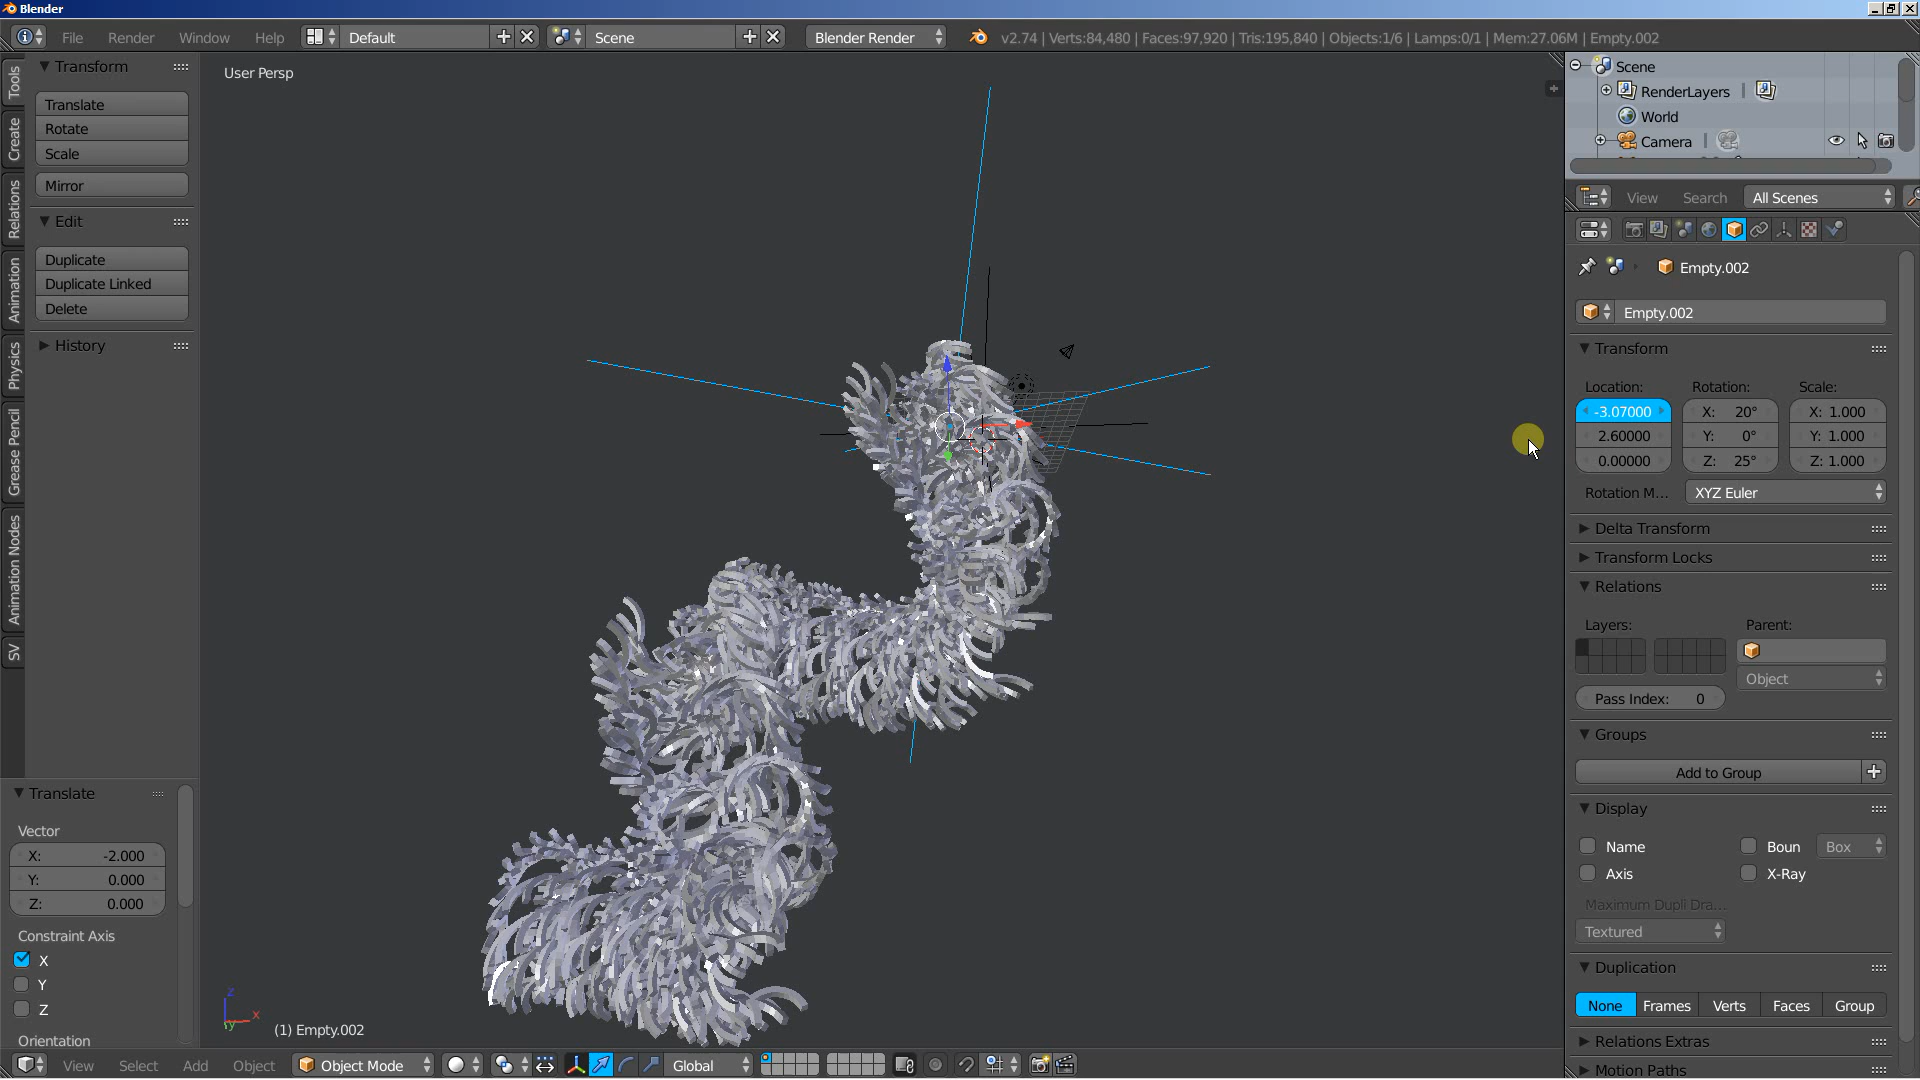 Blender
File Render Window Help Default Scene Blender Render v2.74 | Verts:84,480 | Faces:97,920 | Tris:195,840 | Objects:1/6 | Lamps:0/1 | Mem:27.06M | Empty.002
Tools
Create
Relations
Animation
Physics
Grease Pencil
Animation Nodes
SV
Transform
Translate
Rotate
Scale
Mirror
Edit
Duplicate
Duplicate Linked
Delete
History
Translate
Vector
X: -2.000
Y: 0.000
Z: 0.000
Constraint Axis
X
Y
Z
Orientation
User Persp
z
x
y
(1) Empty.002
View Select Add Object Object Mode Global
Scene
RenderLayers |
World
Camera |
View Search All Scenes
Empty.002
Empty.002
Transform
Location: Rotation: Scale:
-3.07000 X: 20° X: 1.000
2.60000 Y: 0° Y: 1.000
0.00000 Z: 25° Z: 1.000
Rotation M... XYZ Euler
Delta Transform
Transform Locks
Relations
Layers: Parent:
Object
Pass Index: 0
Groups
Add to Group
Display
Name Boun Box
Axis X-Ray
Maximum Dupli Dra...
Textured
Duplication
None Frames Verts Faces Group
Relations Extras
Motion Paths